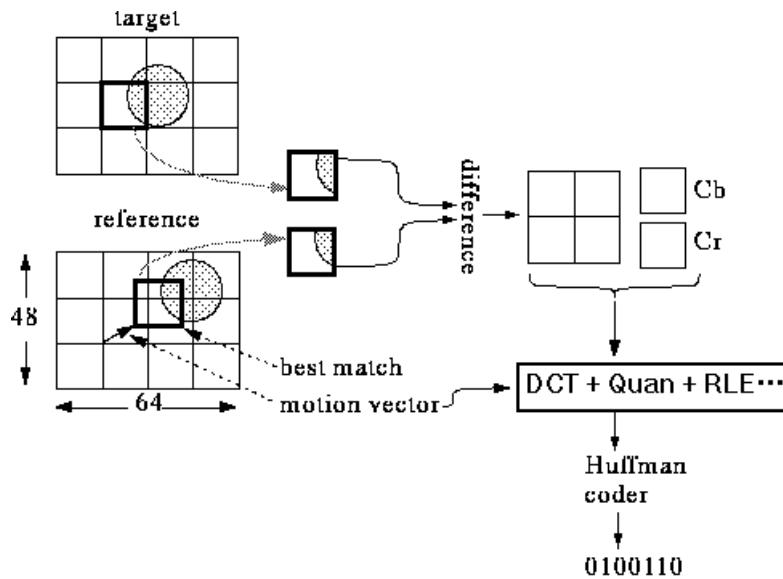 target
difference
Cb
Cr
reference
48
64
best match
motion vector
DCT + Quan + RLE···
Huffman
coder
0100110